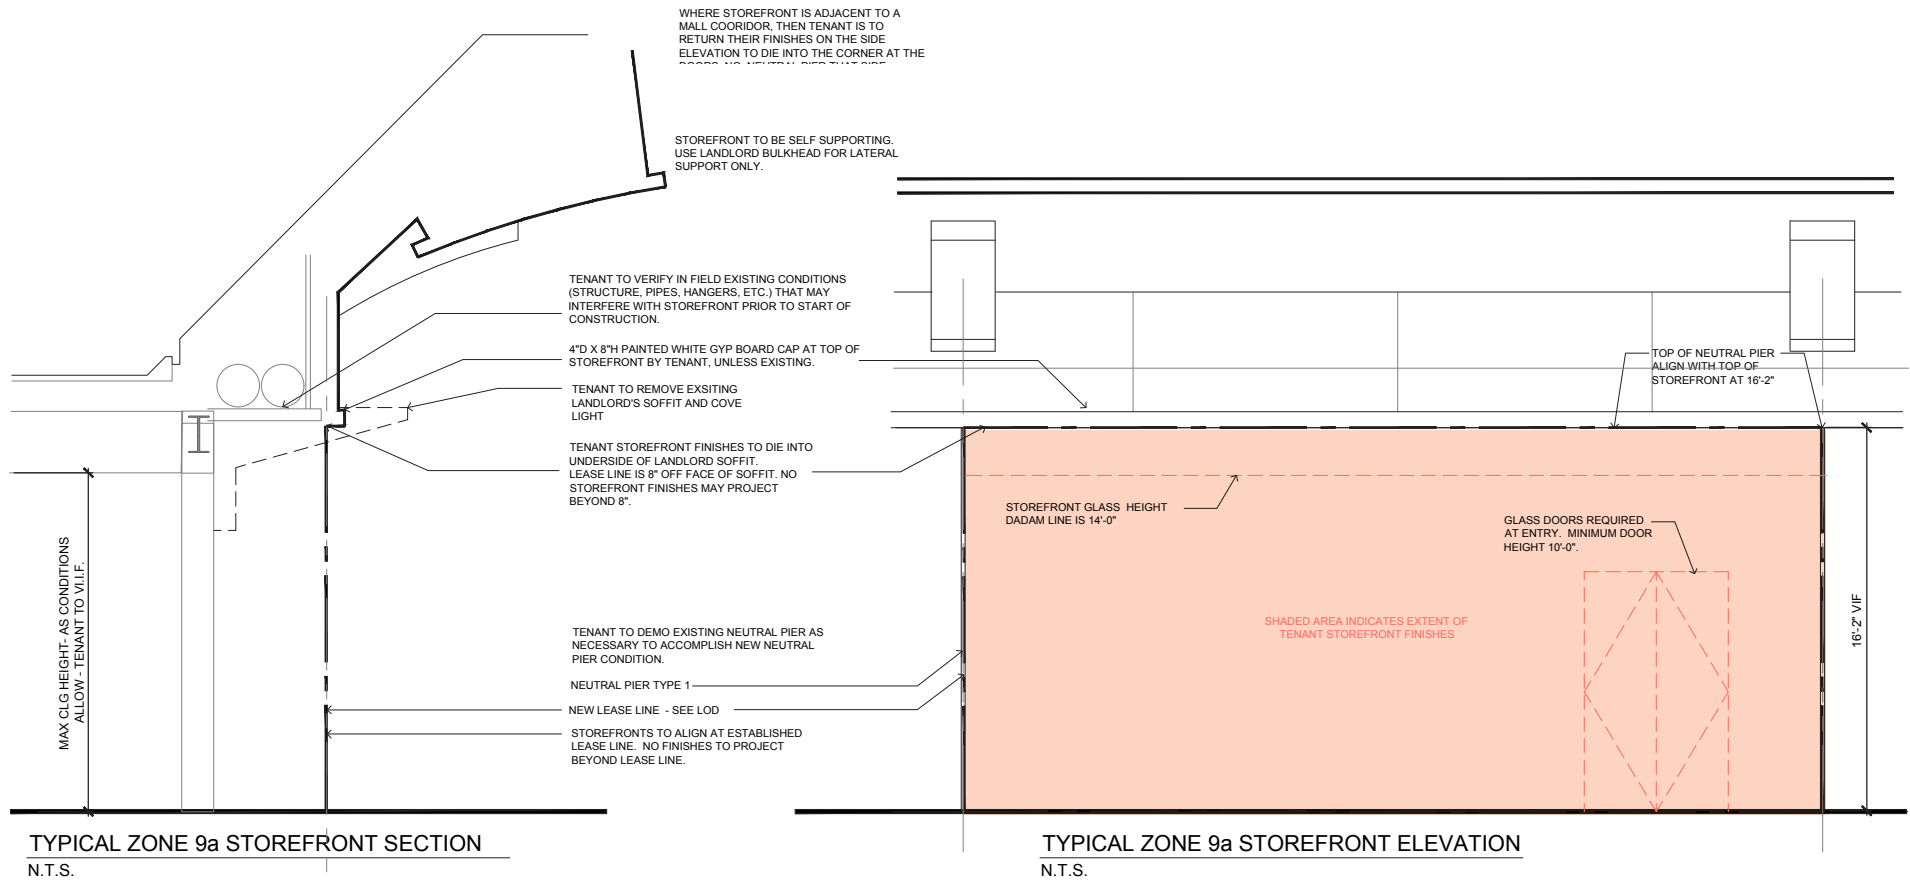 WHERE STOREFRONT IS ADJACENT TO A
MALL COORIDOR, THEN TENANT IS TO
RETURN THEIR FINISHES ON THE SIDE
ELEVATION TO DIE INTO THE CORNER AT THE
DOORS. NO NEUTRAL PIER THAT SIDE
STOREFRONT TO BE SELF SUPPORTING.
USE LANDLORD BULKHEAD FOR LATERAL
SUPPORT ONLY.
TENANT TO VERIFY IN FIELD EXISTING CONDITIONS
(STRUCTURE, PIPES, HANGERS, ETC.) THAT MAY
INTERFERE WITH STOREFRONT PRIOR TO START OF
CONSTRUCTION.
4"D X 8"H PAINTED WHITE GYP BOARD CAP AT TOP OF
STOREFRONT BY TENANT, UNLESS EXISTING.
TENANT TO REMOVE EXSITING
LANDLORD'S SOFFIT AND COVE
LIGHT
TENANT STOREFRONT FINISHES TO DIE INTO
UNDERSIDE OF LANDLORD SOFFIT.
LEASE LINE IS 8" OFF FACE OF SOFFIT. NO
STOREFRONT FINISHES MAY PROJECT
BEYOND 8".
TENANT TO DEMO EXISTING NEUTRAL PIER AS
NECESSARY TO ACCOMPLISH NEW NEUTRAL
PIER CONDITION.
NEUTRAL PIER TYPE 1
NEW LEASE LINE - SEE LOD
STOREFRONTS TO ALIGN AT ESTABLISHED
LEASE LINE. NO FINISHES TO PROJECT
BEYOND LEASE LINE.
MAX CLG HEIGHT- AS CONDITIONS
ALLOW - TENANT TO V.I.F.
TYPICAL ZONE 9a STOREFRONT SECTION
N.T.S.
TOP OF NEUTRAL PIER
ALIGN WITH TOP OF
STOREFRONT AT 16'-2"
STOREFRONT GLASS HEIGHT
DADAM LINE IS 14'-0"
GLASS DOORS REQUIRED
AT ENTRY. MINIMUM DOOR
HEIGHT 10'-0".
SHADED AREA INDICATES EXTENT OF
TENANT STOREFRONT FINISHES
16'-2" VIF
TYPICAL ZONE 9a STOREFRONT ELEVATION
N.T.S.